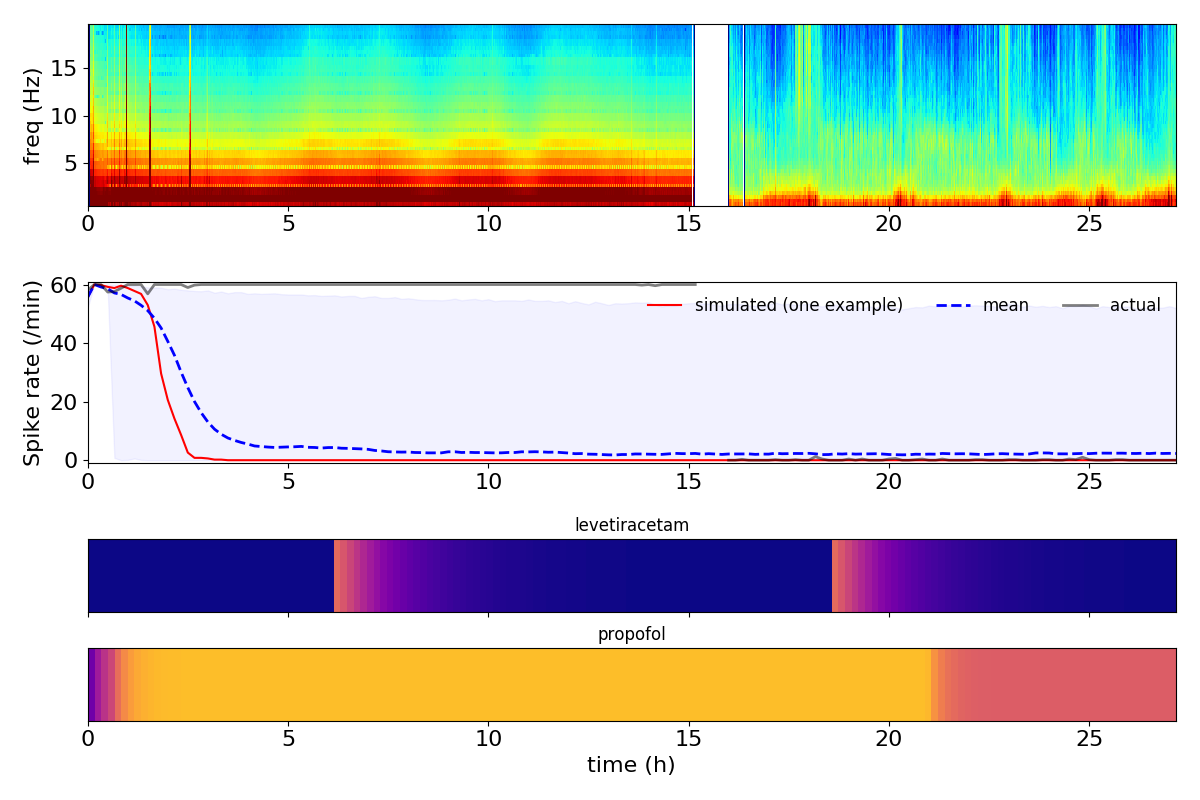 freq (Hz)
15
10
5
0 5 10 15 20 25
Spike rate (/min)
60
40
20
0
simulated (one example) mean actual
0 5 10 15 20 25
levetiracetam
propofol
0 5 10 15 20 25
time (h)